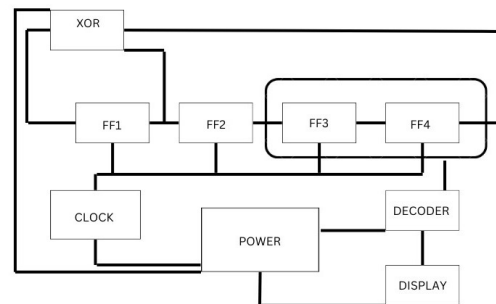 XOR
FF1
FF2
FF3
FF4
CLOCK
POWER
DECODER
DISPLAY